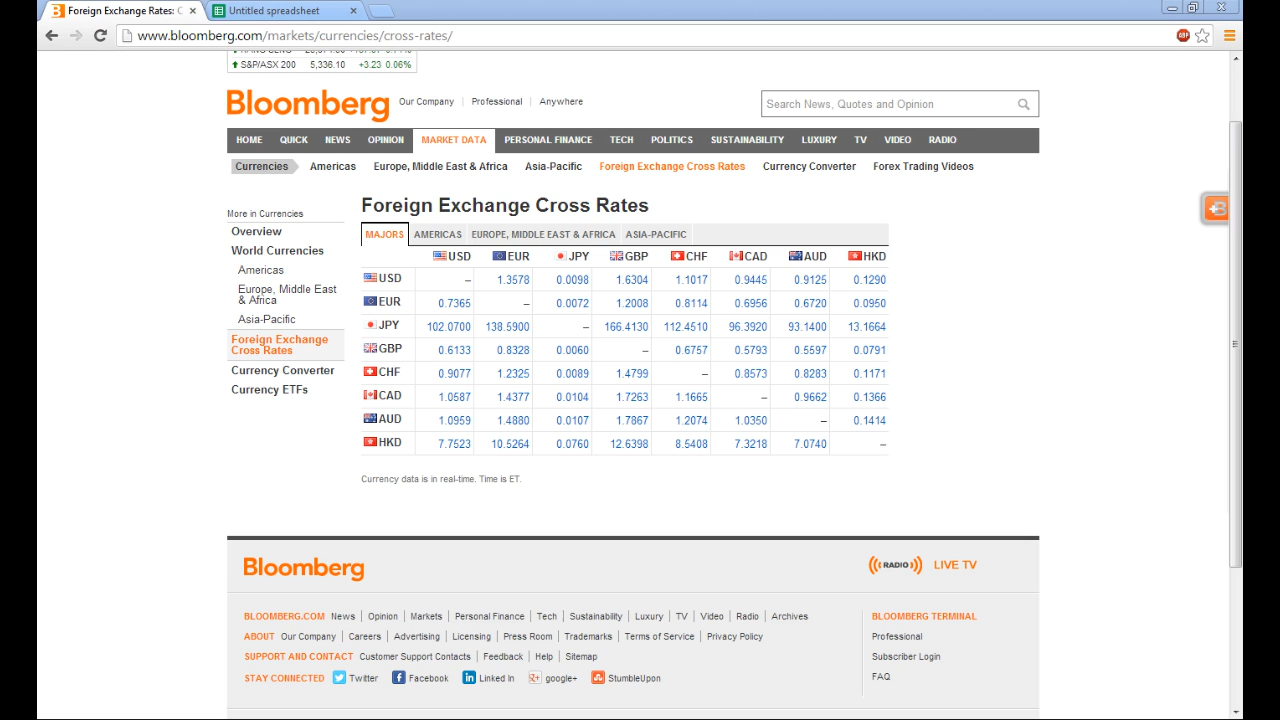 Foreign Exchange Rates: C
Untitled spreadsheet
www.bloomberg.com/markets/currencies/cross-rates/
ABP
S&P/ASX 200 5,336.10 +3.23 0.06%
Bloomberg Our Company Professional Anywhere
Search News, Quotes and Opinion
HOME QUICK NEWS OPINION MARKET DATA PERSONAL FINANCE TECH POLITICS SUSTAINABILITY LUXURY TV VIDEO RADIO
Currencies Americas Europe, Middle East & Africa Asia-Pacific Foreign Exchange Cross Rates Currency Converter Forex Trading Videos
More in Currencies
Overview
World Currencies
Americas
Europe, Middle East
& Africa
Asia-Pacific
Foreign Exchange
Cross Rates
Currency Converter
Currency ETFs
Foreign Exchange Cross Rates
MAJORS AMERICAS EUROPE, MIDDLE EAST & AFRICA ASIA-PACIFIC
USD EUR JPY GBP CHF CAD AUD HKD
USD – 1.3578 0.0098 1.6304 1.1017 0.9445 0.9125 0.1290
EUR 0.7365 – 0.0072 1.2008 0.8114 0.6956 0.6720 0.0950
JPY 102.0700 138.5900 – 166.4130 112.4510 96.3920 93.1400 13.1664
GBP 0.6133 0.8328 0.0060 – 0.6757 0.5793 0.5597 0.0791
CHF 0.9077 1.2325 0.0089 1.4799 – 0.8573 0.8283 0.1171
CAD 1.0587 1.4377 0.0104 1.7263 1.1665 – 0.9662 0.1366
AUD 1.0959 1.4880 0.0107 1.7867 1.2074 1.0350 – 0.1414
HKD 7.7523 10.5264 0.0760 12.6398 8.5408 7.3218 7.0740 –
Currency data is in real-time. Time is ET.
Bloomberg
RADIO LIVE TV
BLOOMBERG.COM News Opinion Markets Personal Finance Tech Sustainability Luxury TV Video Radio Archives
ABOUT Our Company Careers Advertising Licensing Press Room Trademarks Terms of Service Privacy Policy
SUPPORT AND CONTACT Customer Support Contacts Feedback Help Sitemap
STAY CONNECTED Twitter Facebook Linked In google+ StumbleUpon
BLOOMBERG TERMINAL
Professional
Subscriber Login
FAQ